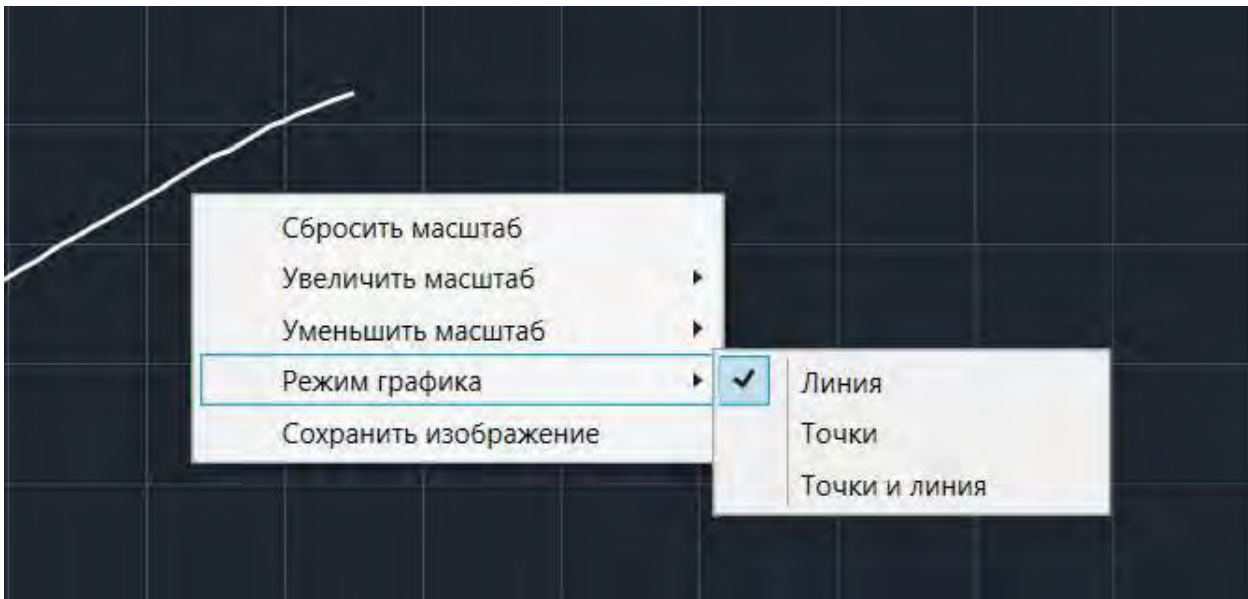 Сбросить масштаб
Увеличить масштаб
Уменьшить масштаб
Режим графика
Сохранить изображение
Линия
Точки
Точки и линия